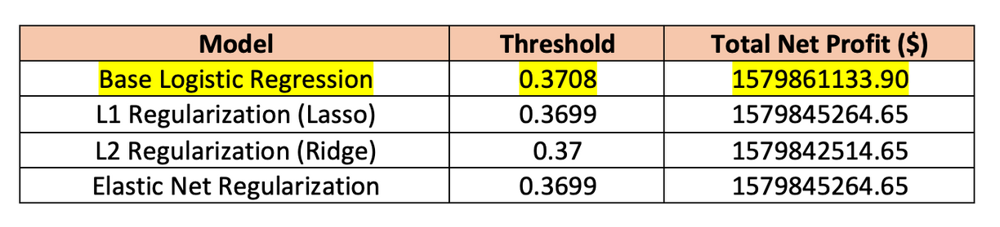 Model Threshold Total Net Profit ($)
Base Logistic Regression 0.3708 1579861133.90
L1 Regularization (Lasso) 0.3699 1579845264.65
L2 Regularization (Ridge) 0.37 1579842514.65
Elastic Net Regularization 0.3699 1579845264.65